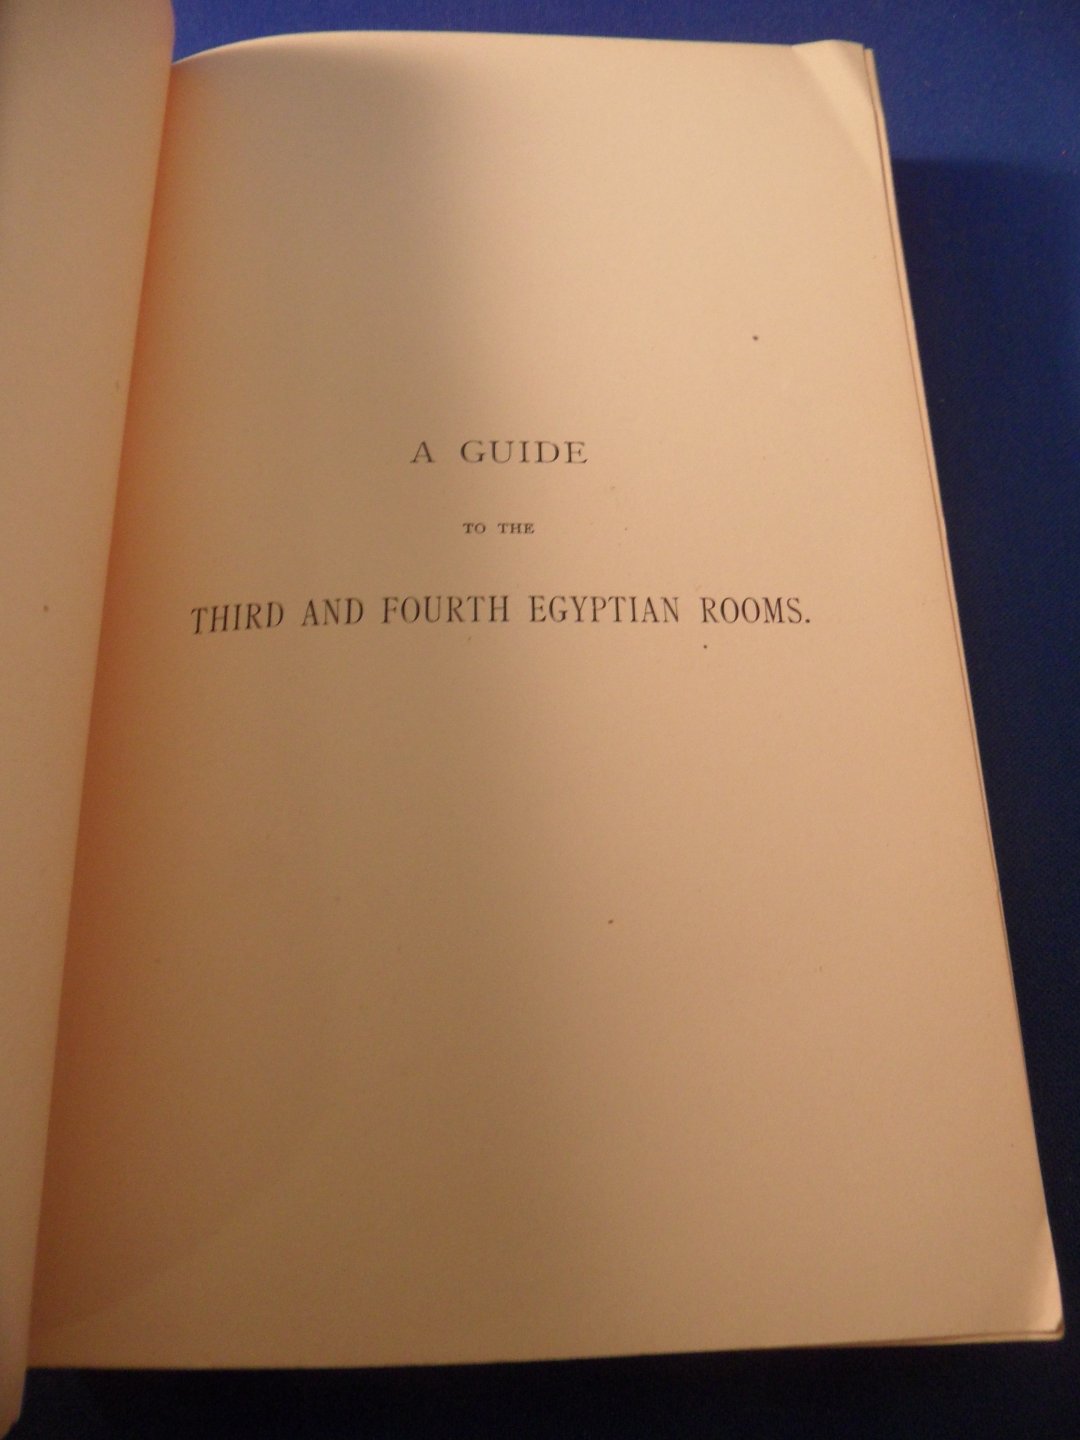 A GUIDE
TO THE
THIRD AND FOURTH EGYPTIAN ROOMS.